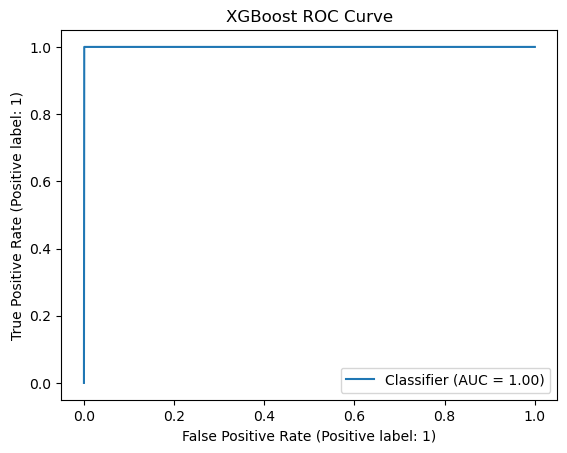 XGBoost ROC Curve
True Positive Rate (Positive label: 1)
1.0
0.8
0.6
0.4
0.2
0.0
Classifier (AUC = 1.00)
0.0 0.2 0.4 0.6 0.8 1.0
False Positive Rate (Positive label: 1)